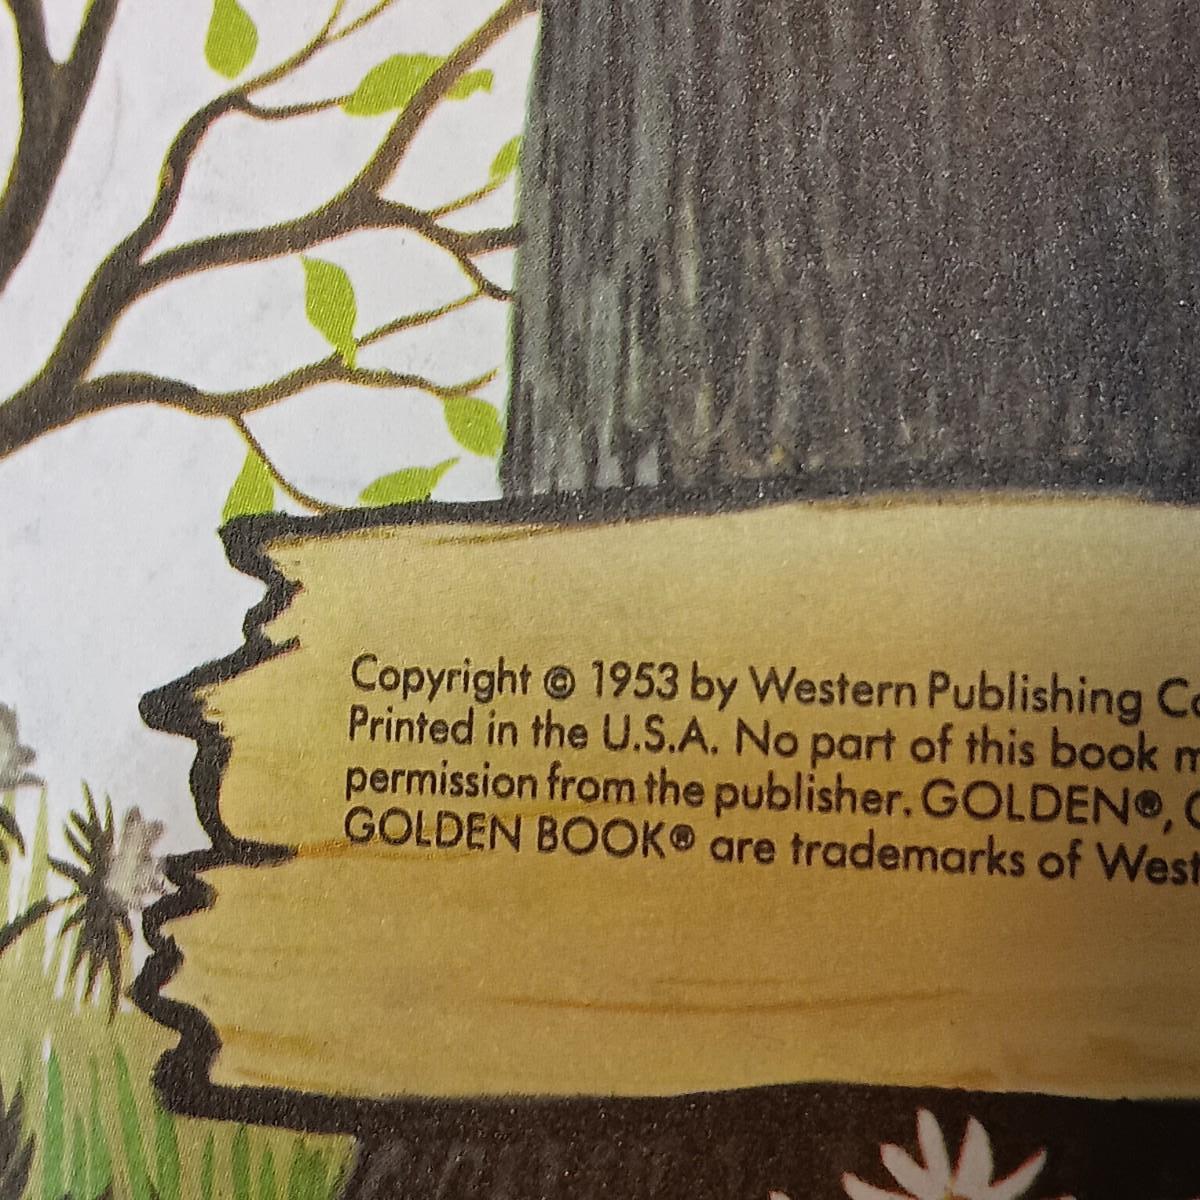 Copyright © 1953 by Western Publishing
Printed in the U.S.A. No part of this book
permission from the publisher. GOLDEN®,
GOLDEN BOOK® are trademarks of